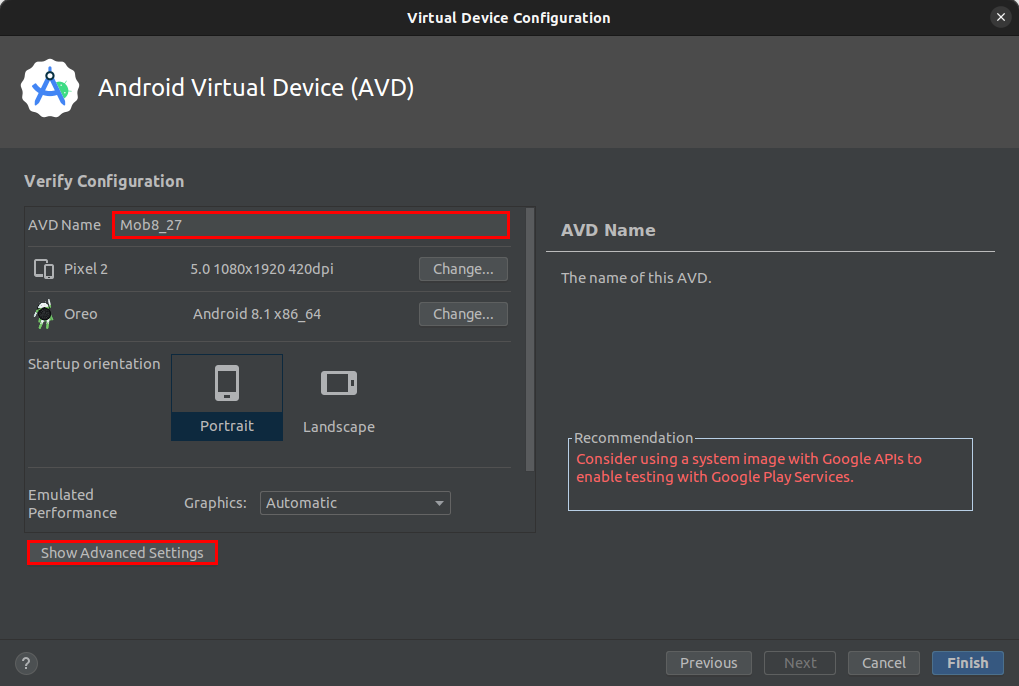 Virtual Device Configuration
Android Virtual Device (AVD)
Verify Configuration
AVD Name Mob8_27
Pixel 2 5.0 1080x1920 420dpi Change...
Oreo Android 8.1 x86_64 Change...
Startup orientation
Portrait
Landscape
Emulated
Performance
Graphics: Automatic
Show Advanced Settings
AVD Name
The name of this AVD.
Recommendation
Consider using a system image with Google APIs to
enable testing with Google Play Services.
?
Previous Next Cancel Finish